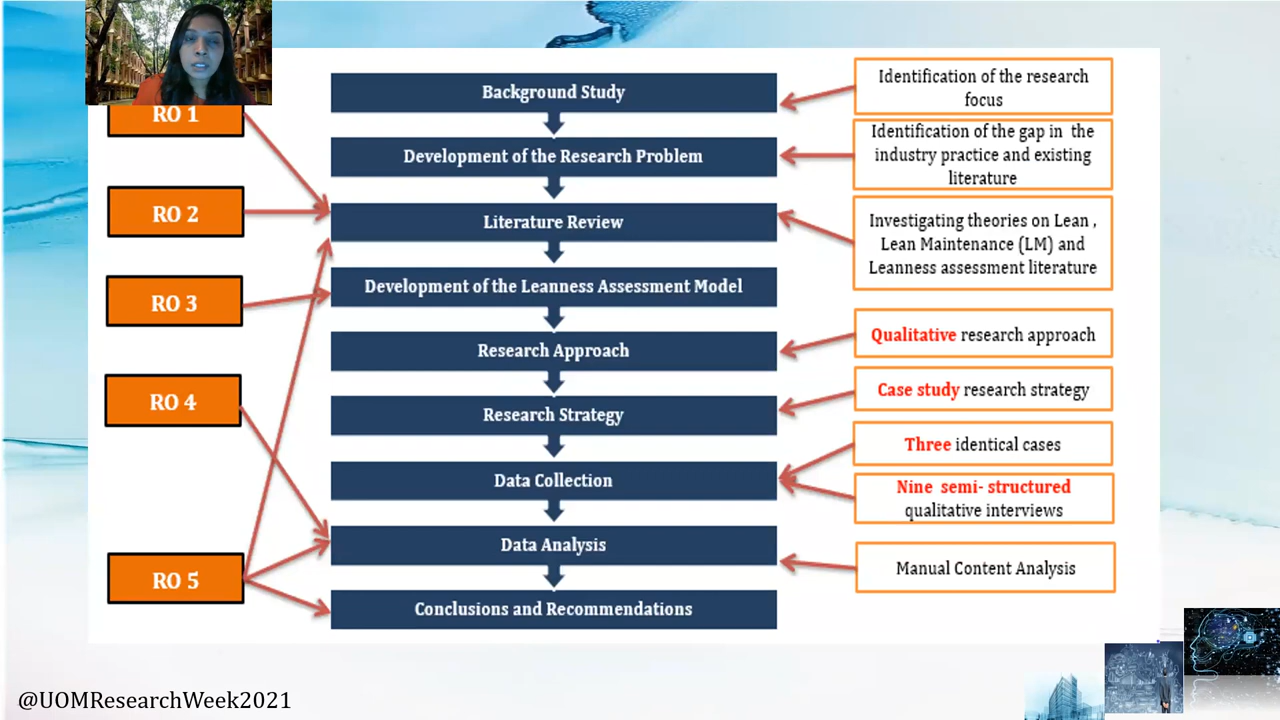 RO 1
RO 2
RO 3
RO 4
RO 5
Background Study
Development of the Research Problem
Literature Review
Development of the Leanness Assessment Model
Research Approach
Research Strategy
Data Collection
Data Analysis
Conclusions and Recommendations
Identification of the research
focus
Identification of the gap in the
industry practice and existing
literature
Investigating theories on Lean ,
Lean Maintenance (LM) and
Leanness assessment literature
Qualitative research approach
Case study research strategy
Three identical cases
Nine semi- structured
qualitative interviews
Manual Content Analysis
@UOMResearchWeek2021